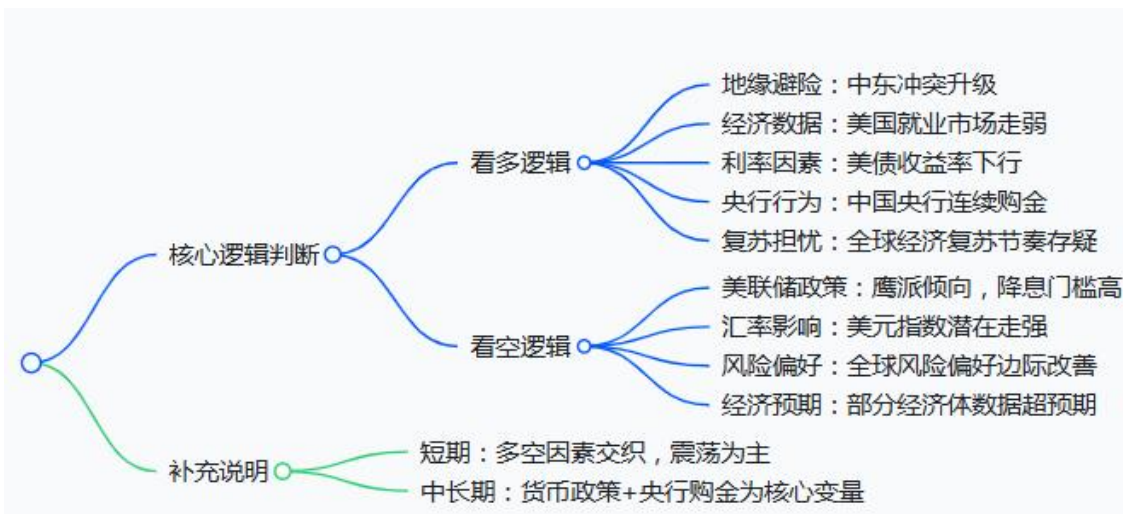 核心逻辑判断
看多逻辑
地缘避险：中东冲突升级
经济数据：美国就业市场走弱
利率因素：美债收益率下行
央行行为：中国央行连续购金
复苏担忧：全球经济复苏节奏存疑
看空逻辑
美联储政策：鹰派倾向，降息门槛高
汇率影响：美元指数潜在走强
风险偏好：全球风险偏好边际改善
经济预期：部分经济体数据超预期
补充说明
短期：多空因素交织，震荡为主
中长期：货币政策+央行购金为核心变量